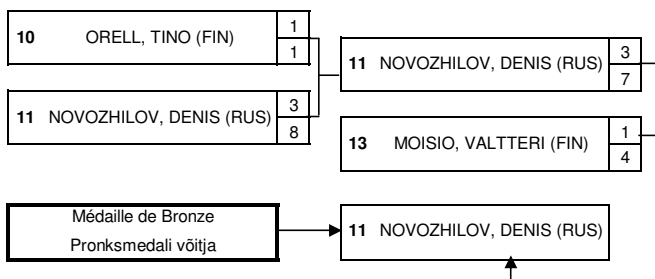 10 ORELL, TINO (FIN) 1
1
11 NOVOZHILOV, DENIS (RUS) 3
7
11 NOVOZHILOV, DENIS (RUS) 3
8
13 MOISIO, VALTTERI (FIN) 1
4
Médaille de Bronze
Pronksmedali võitja
11 NOVOZHILOV, DENIS (RUS)